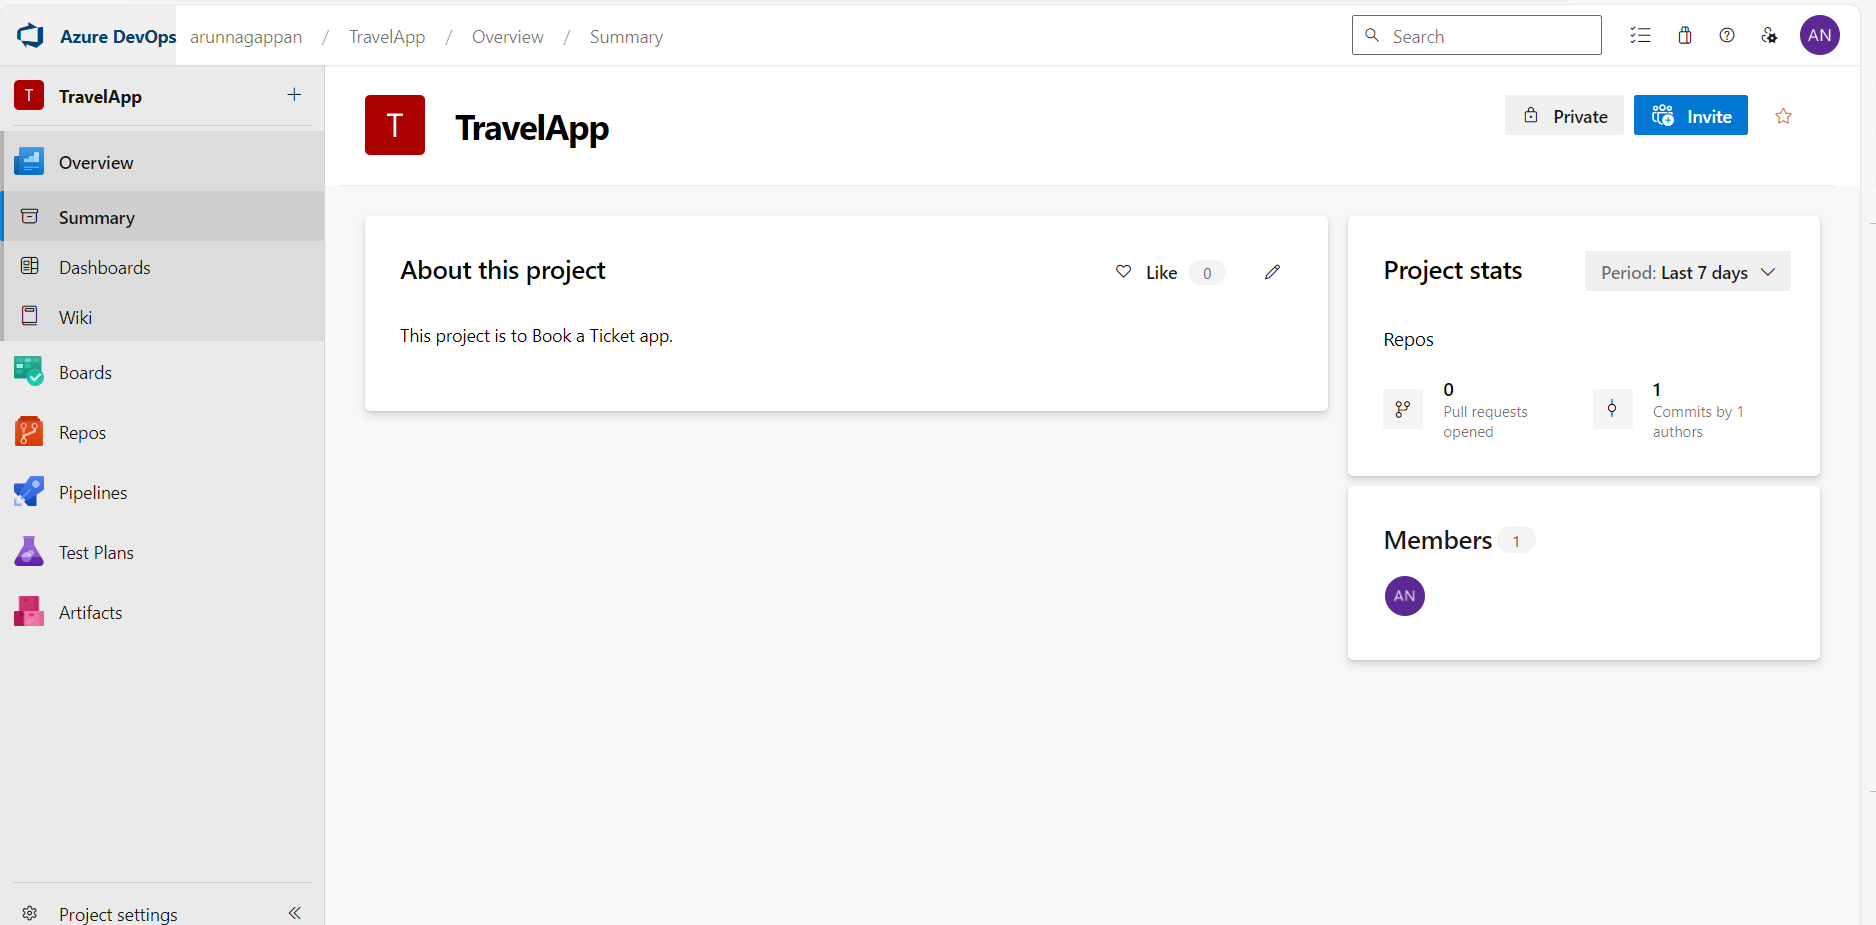 Azure DevOps arunnagappan / TravelApp / Overview / Summary
Search
AN
T TravelApp +
Overview
Summary
Dashboards
Wiki
Boards
Repos
Pipelines
Test Plans
Artifacts
Project settings
T TravelApp
Private
Invite
About this project
Like 0
This project is to Book a Ticket app.
Project stats
Period: Last 7 days
Repos
0
Pull requests
opened
1
Commits by 1
authors
Members 1
AN